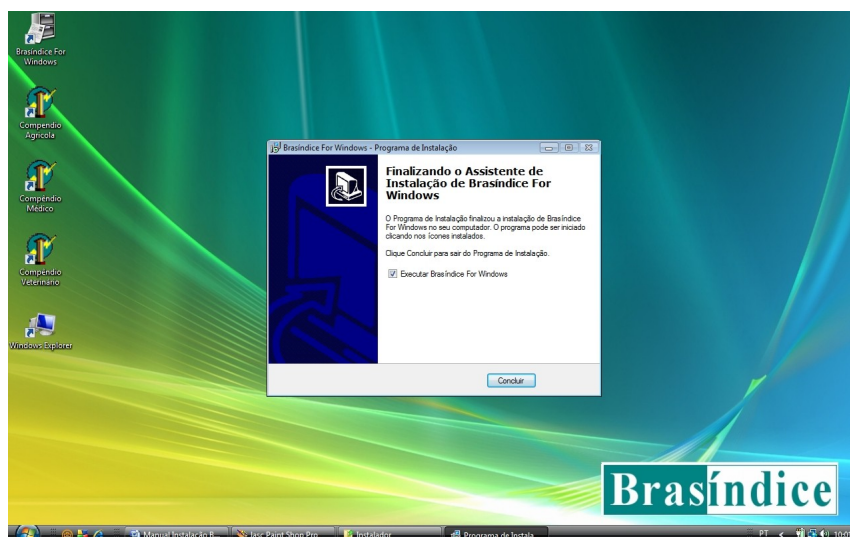 Brasíndice For
Windows
Compendio
Agricola
Compêndio
Médico
Compêndio
Veterinário
Windows Explorer
Brasíndice For Windows - Programa de Instalação
Finalizando o Assistente de
Instalação de Brasíndice For
Windows
O Programa de Instalação finalizou a instalação de Brasíndice
For Windows no seu computador. O programa pode ser iniciado
clicando nos ícones instalados.
Clique Concluir para sair do Programa de Instalação.
Executar Brasíndice For Windows
Concluir
Brasíndice
Manual Instalação B...
Jasc Paint Shop Pro
Instalador
Programa de Instala...
PT